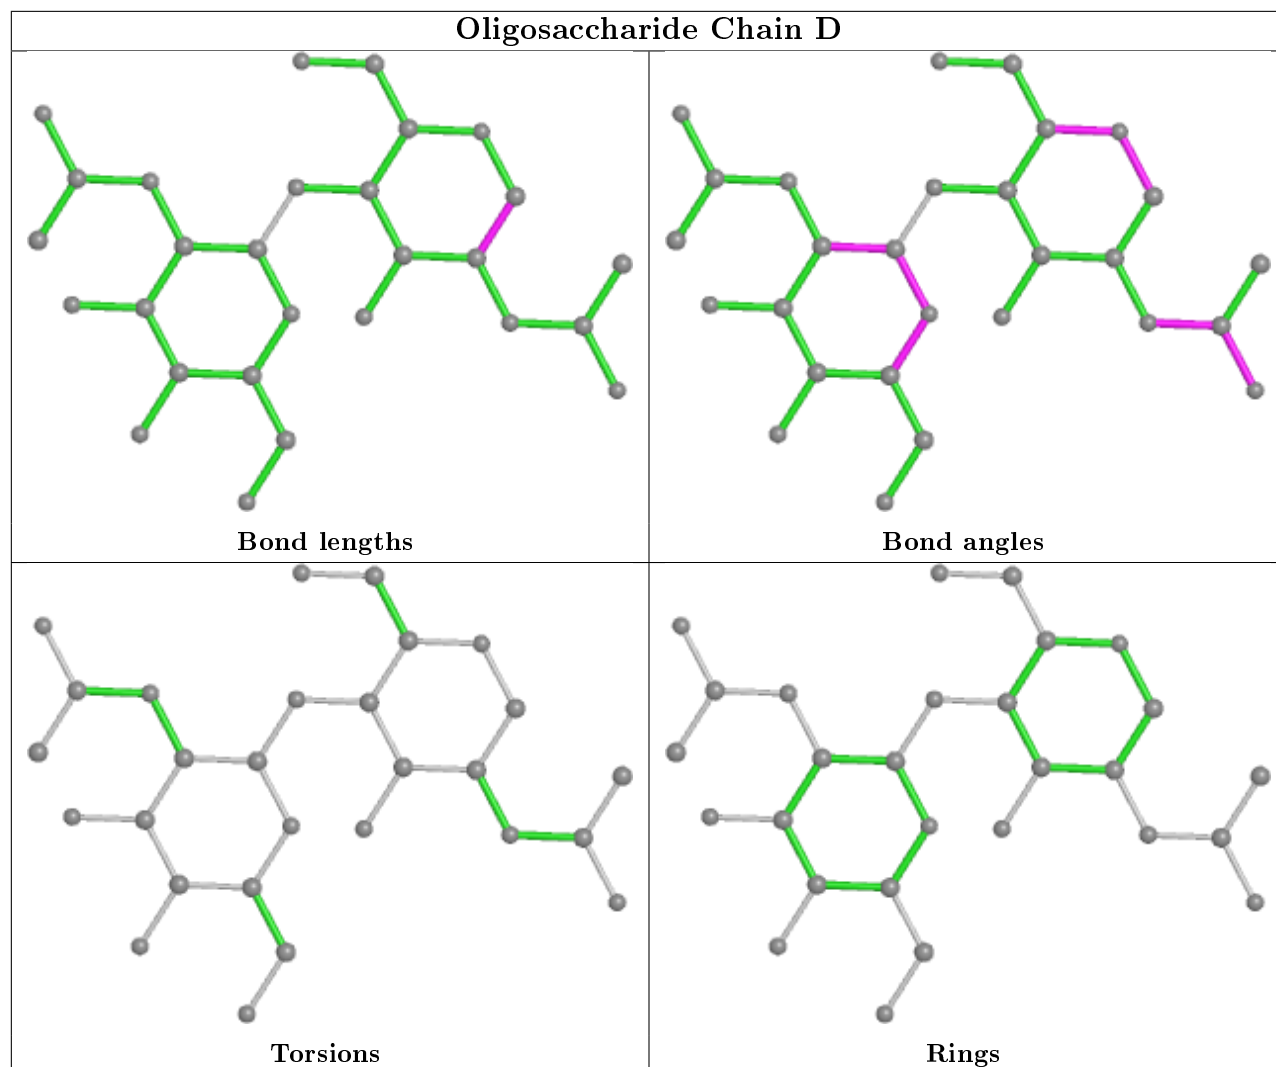 Oligosaccharide Chain D
Bond lengths
Bond angles
Torsions
Rings